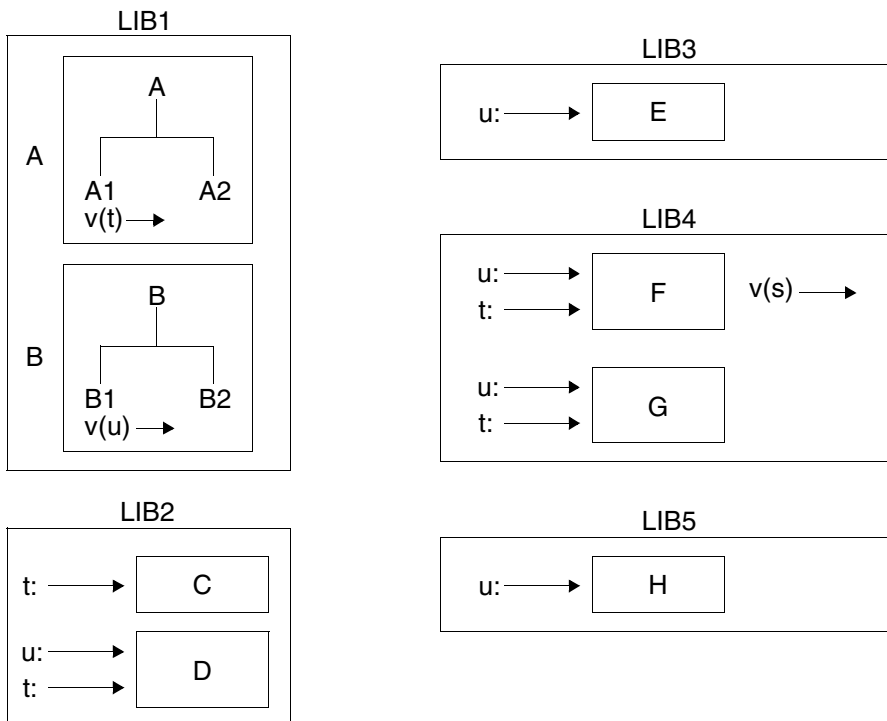 LIB1
A
A
A1 A2
v(t)
B
B
B1 B2
v(u)
LIB2
t: C
u:
D
t:
LIB3
u: E
LIB4
u:
F v(s)
t:
u:
G
t:
LIB5
u: H